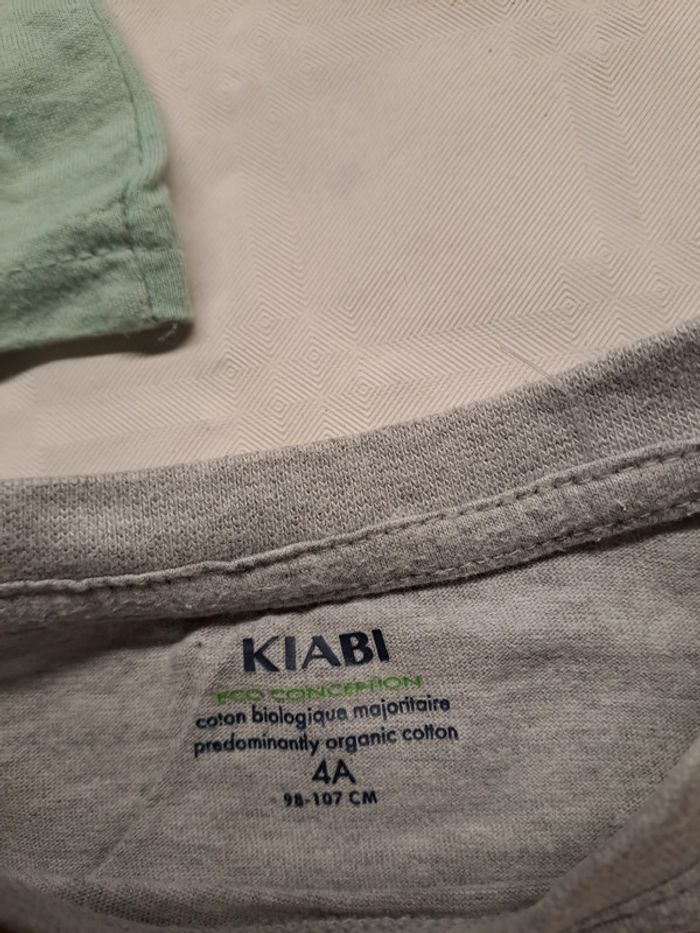 KIABI
ECO CONCEPTION
coton biologique majoritaire
predominantly organic cotton
4A
98-107 CM